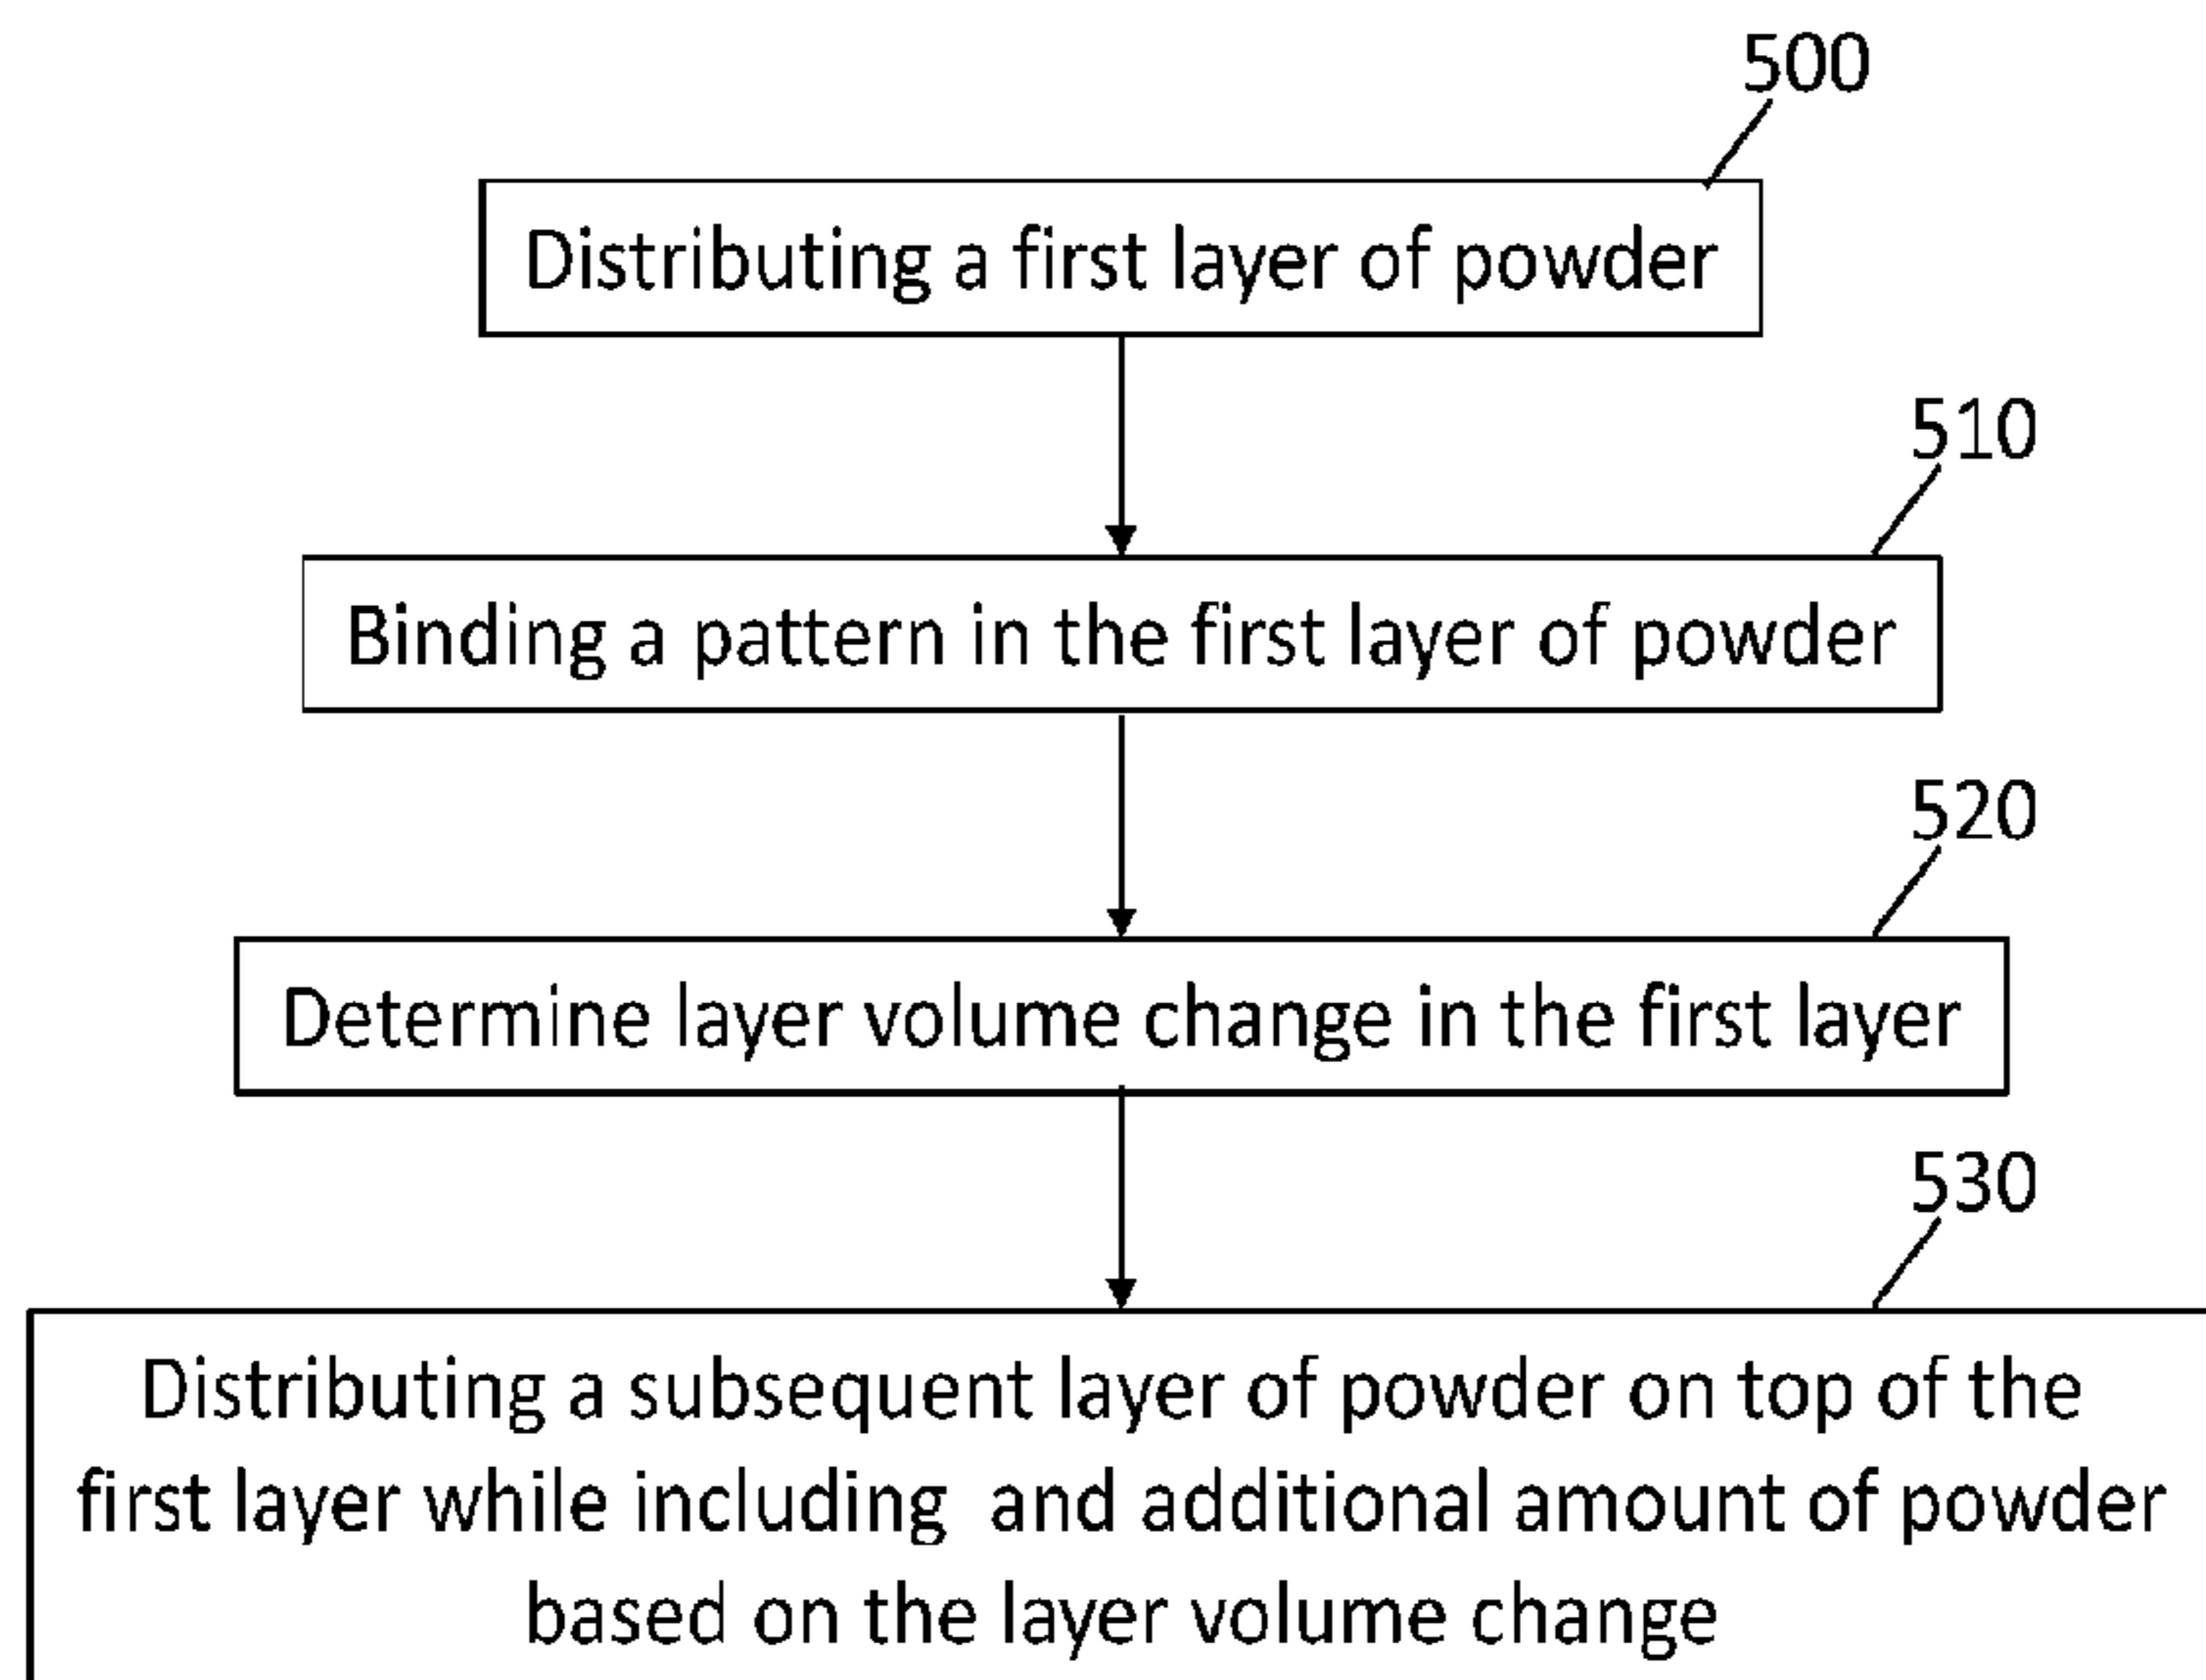 500
Distributing a first layer of powder
510
Binding a pattern in the first layer of powder
520
Determine layer volume change in the first layer
530
Distributing a subsequent layer of powder on top of the
first layer while including  and additional amount of powder
based on the layer volume change